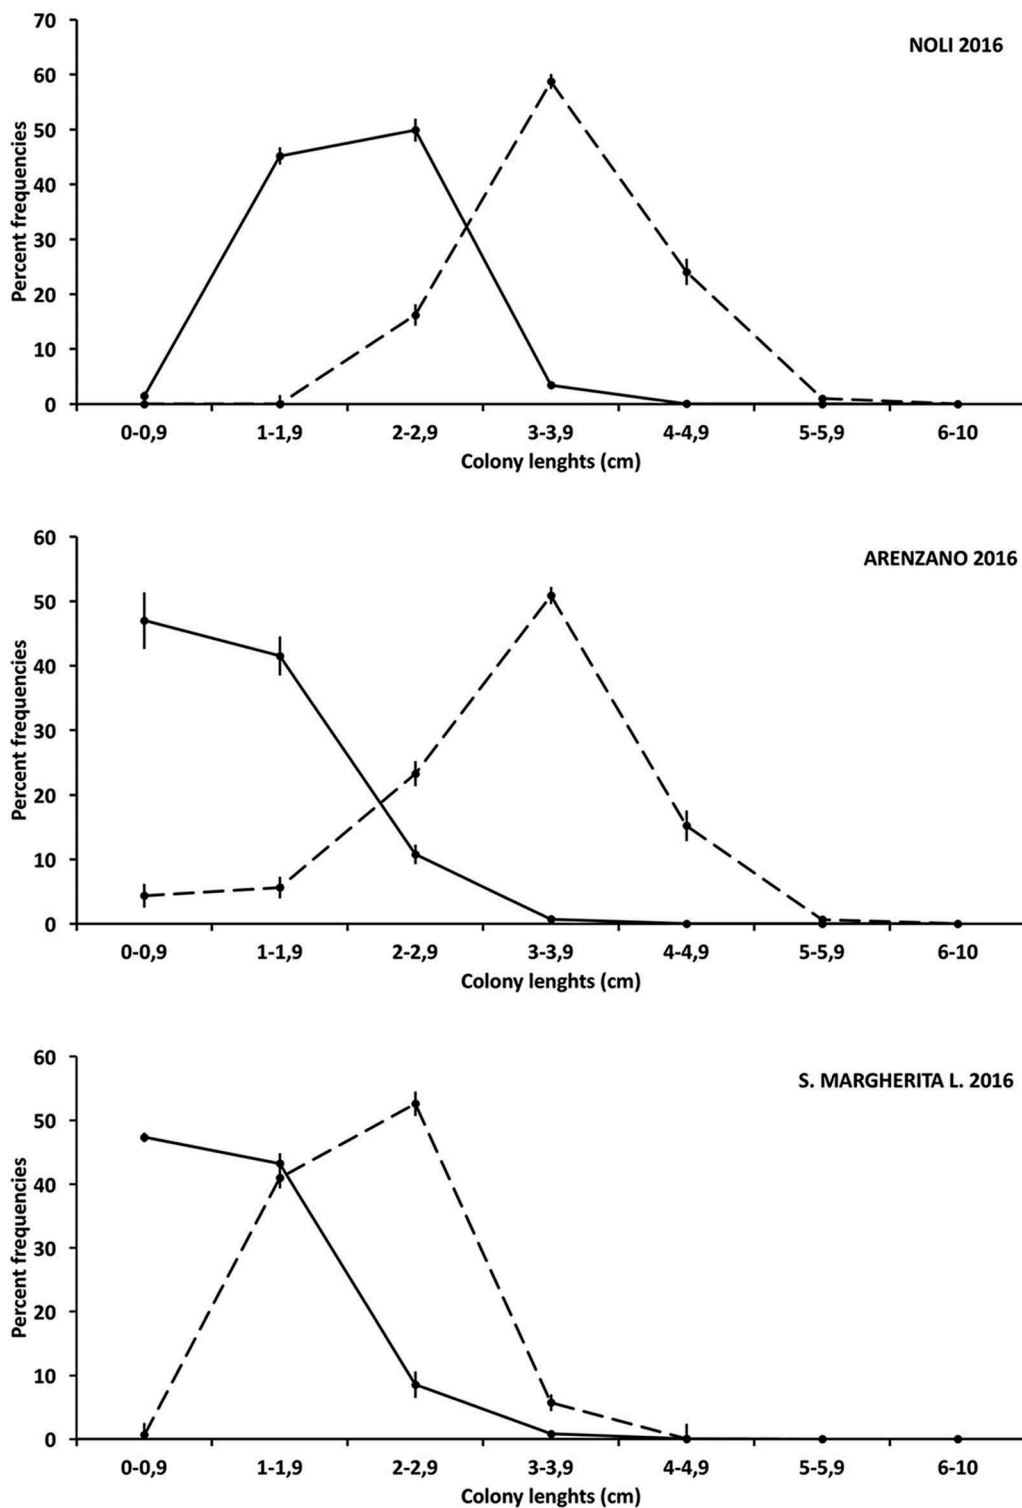 NOLI 2016
Percent frequencies
70
60
50
40
30
20
10
0
0-0,9 1-1,9 2-2,9 3-3,9 4-4,9 5-5,9 6-10
Colony lenghts (cm)
ARENZANO 2016
Percent frequencies
60
50
40
30
20
10
0
0-0,9 1-1,9 2-2,9 3-3,9 4-4,9 5-5,9 6-10
Colony lenghts (cm)
S. MARGHERITA L. 2016
Percent frequencies
60
50
40
30
20
10
0
0-0,9 1-1,9 2-2,9 3-3,9 4-4,9 5-5,9 6-10
Colony lenghts (cm)